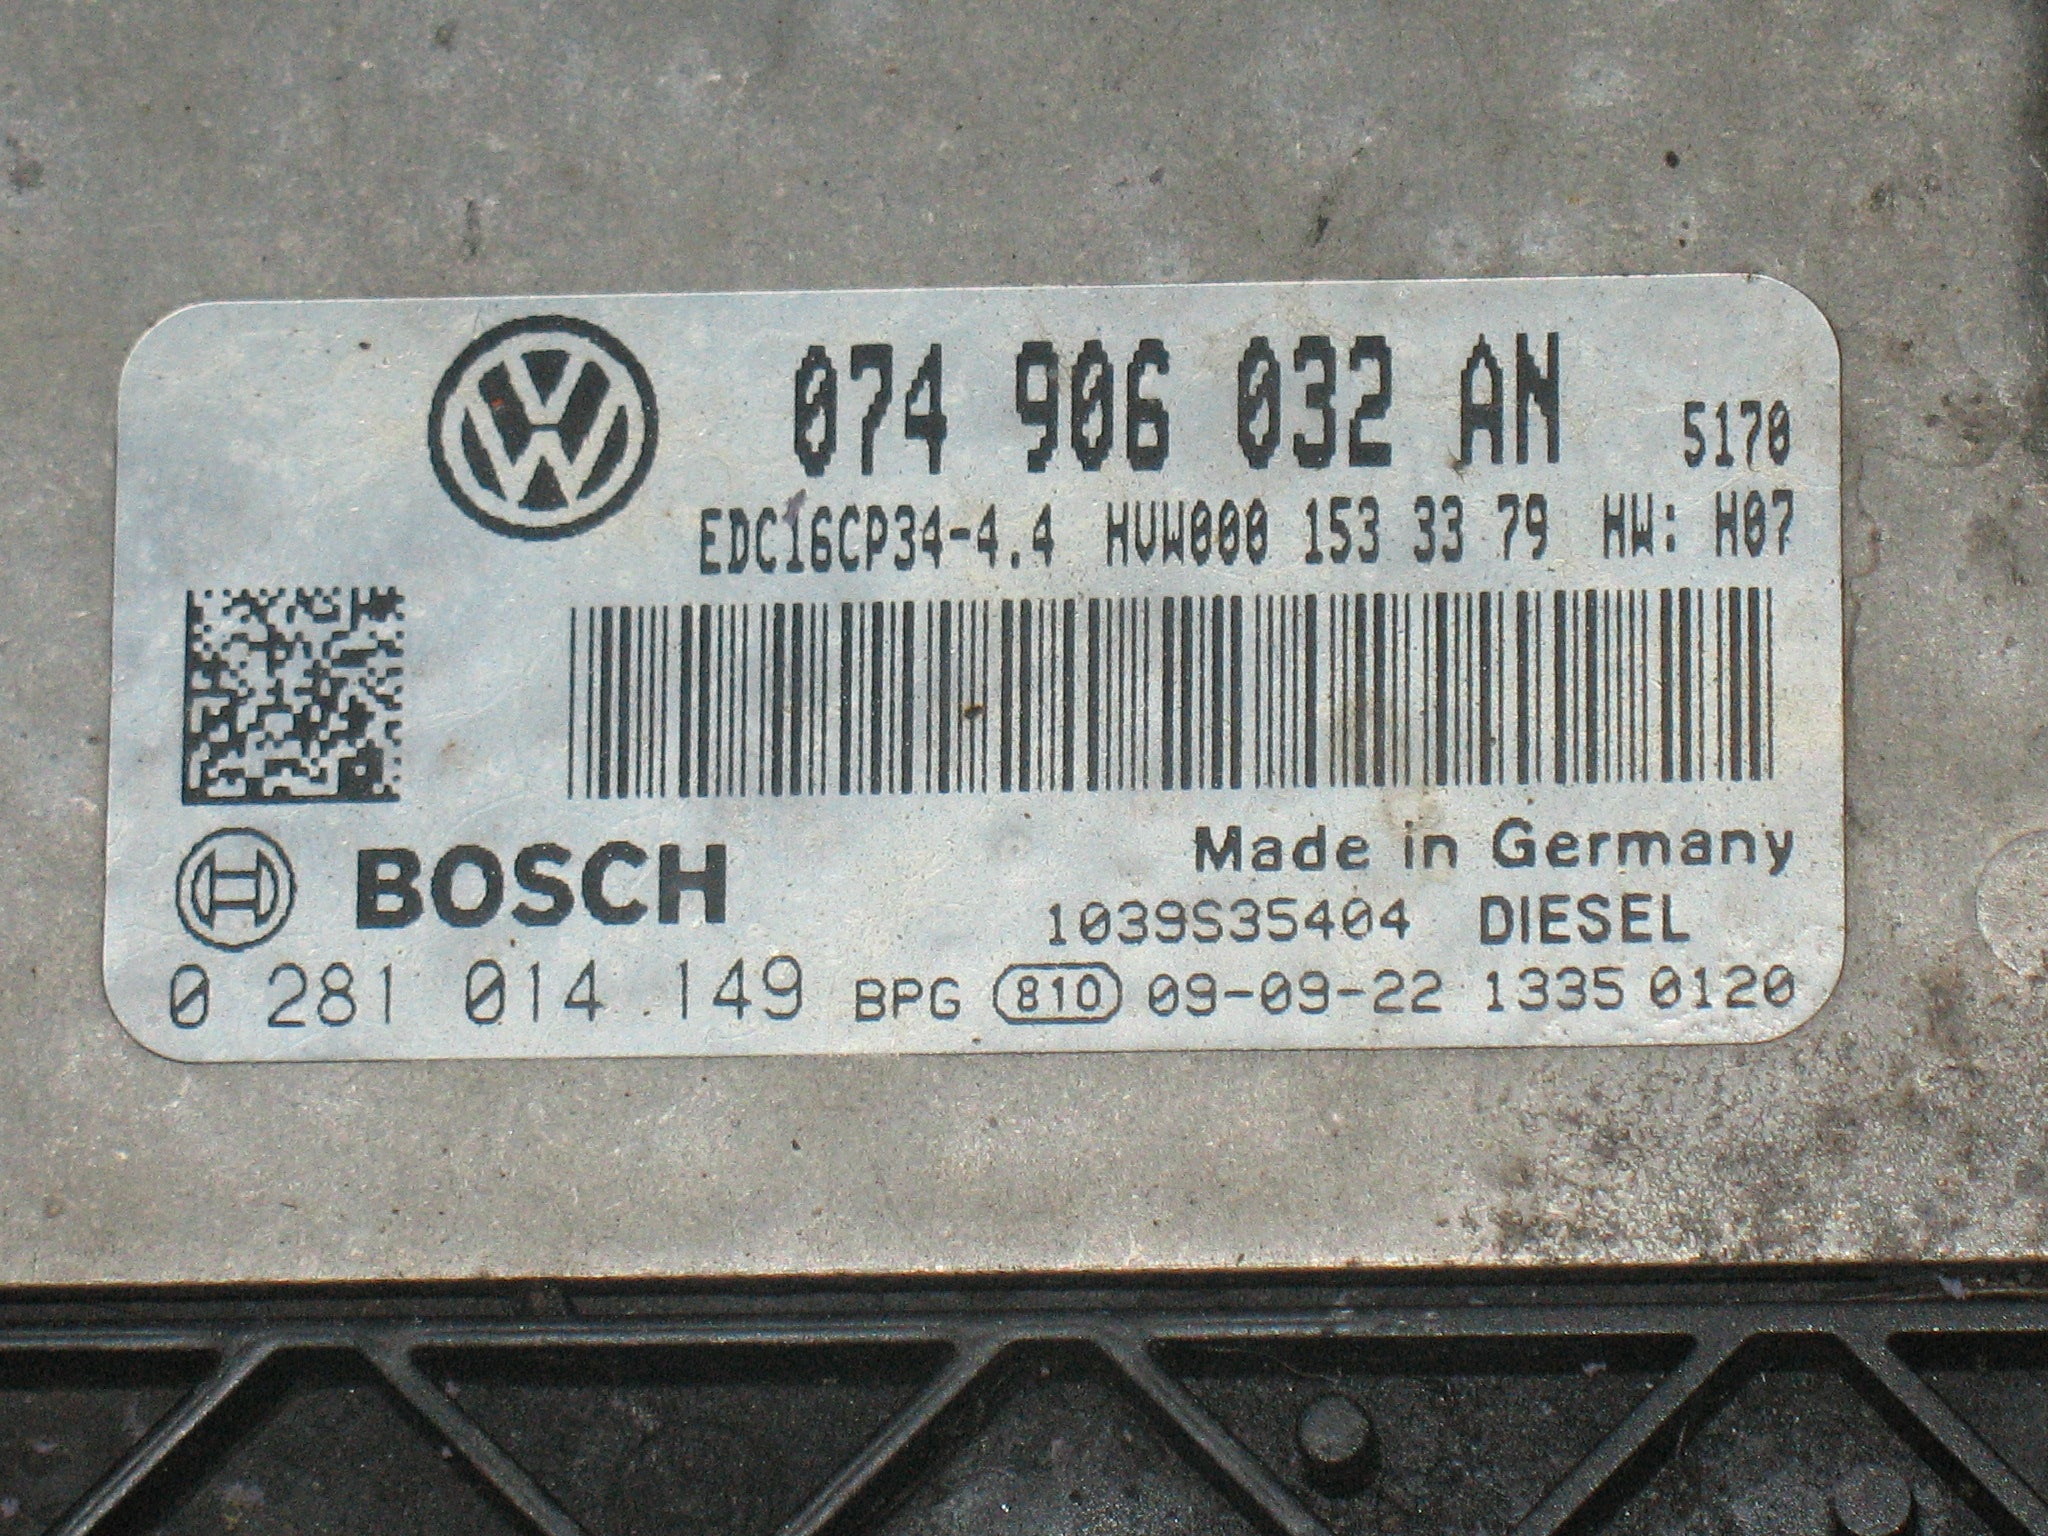 074 906 032 AN 5170
EDC16CP34-4.4 HVW000 153 33 79 HW: H07
BOSCH Made in Germany
1039S35404 DIESEL
0 281 014 149 BPG 810 09-09-22 1335 0120